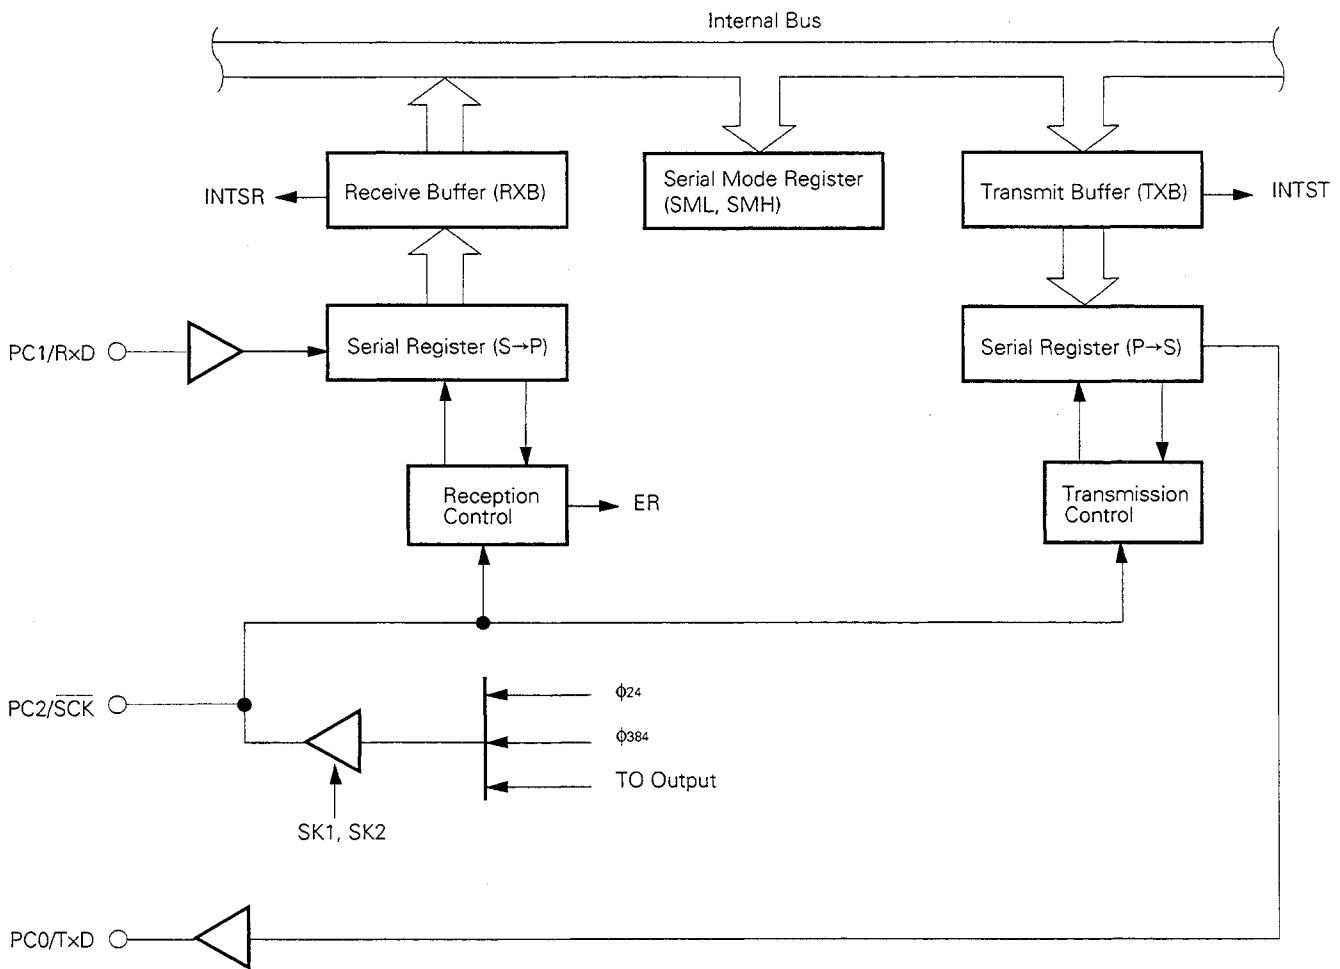 Internal Bus
INTSR
Receive Buffer (RXB)
Serial Mode Register
(SML, SMH)
Transmit Buffer (TXB)
INTST
PC1/RxD
Serial Register (S→P)
Serial Register (P→S)
Reception
Control
ER
Transmission
Control
PC2/S̅C̅K̅
ϕ24
ϕ384
TO Output
SK1, SK2
PC0/TxD